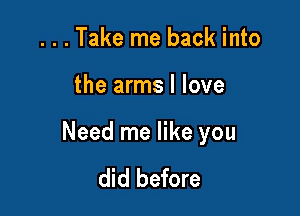 ...Take me back into
the arms I love
Need me like you
did before